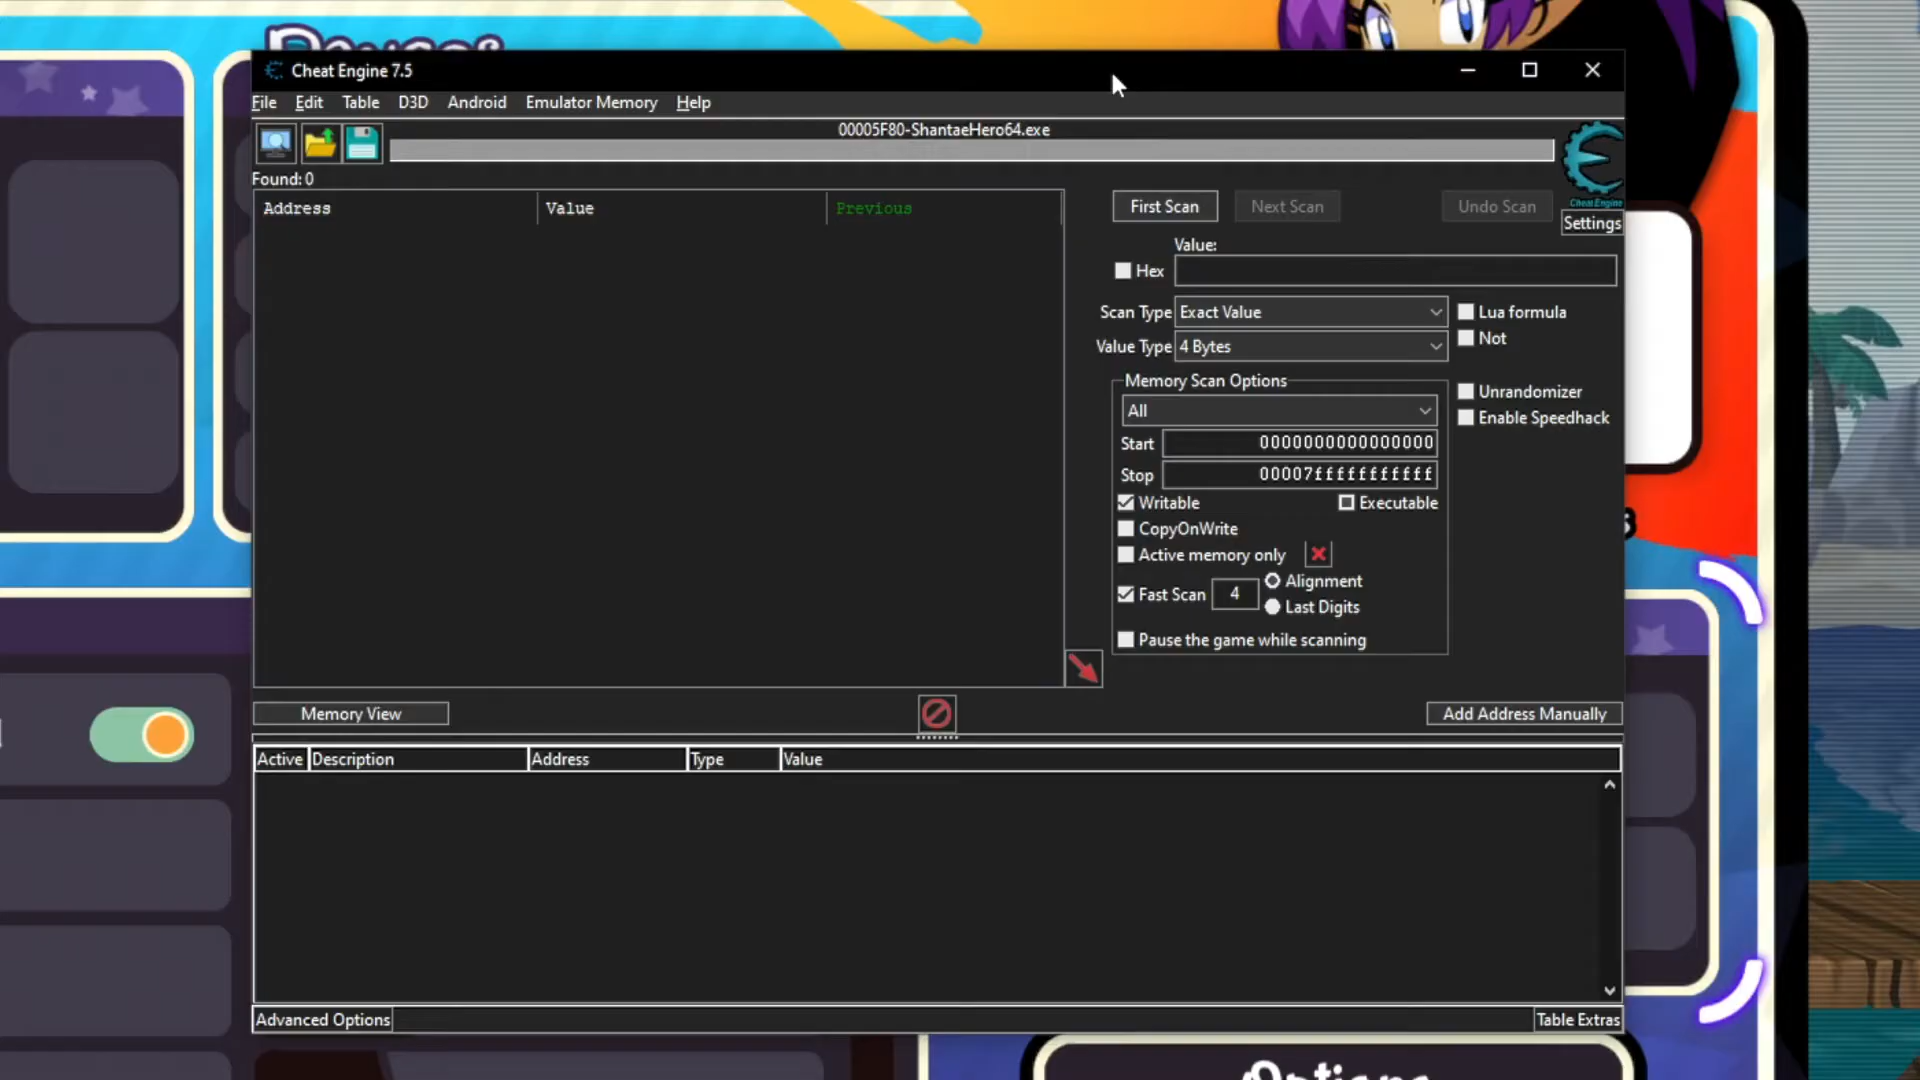 Cheat Engine 7.5
File Edit Table D3D Android Emulator Memory Help
00005F80-ShantaeHero64.exe
Found: 0
Address Value Previous
First Scan Next Scan Undo Scan
Cheat Engine
Settings
Value:
Hex
Scan Type Exact Value Lua formula
Not
Value Type 4 Bytes
Memory Scan Options
All
Unrandomizer
Enable Speedhack
Start 0000000000000000
Stop 00007fffffffffff
Writable Executable
CopyOnWrite
Active memory only
Fast Scan 4 Alignment
Last Digits
Pause the game while scanning
Memory View Add Address Manually
Active Description Address Type Value
Advanced Options Table Extras
Options